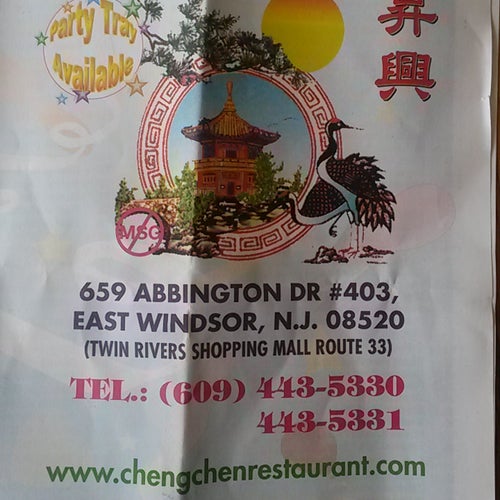 Party Tray
Available
昇
興
MSG
659 ABBINGTON DR #403,
EAST WINDSOR, N.J. 08520
(TWIN RIVERS SHOPPING MALL ROUTE 33)
TEL.: (609) 443-5330
443-5331
www.chengchenrestaurant.com